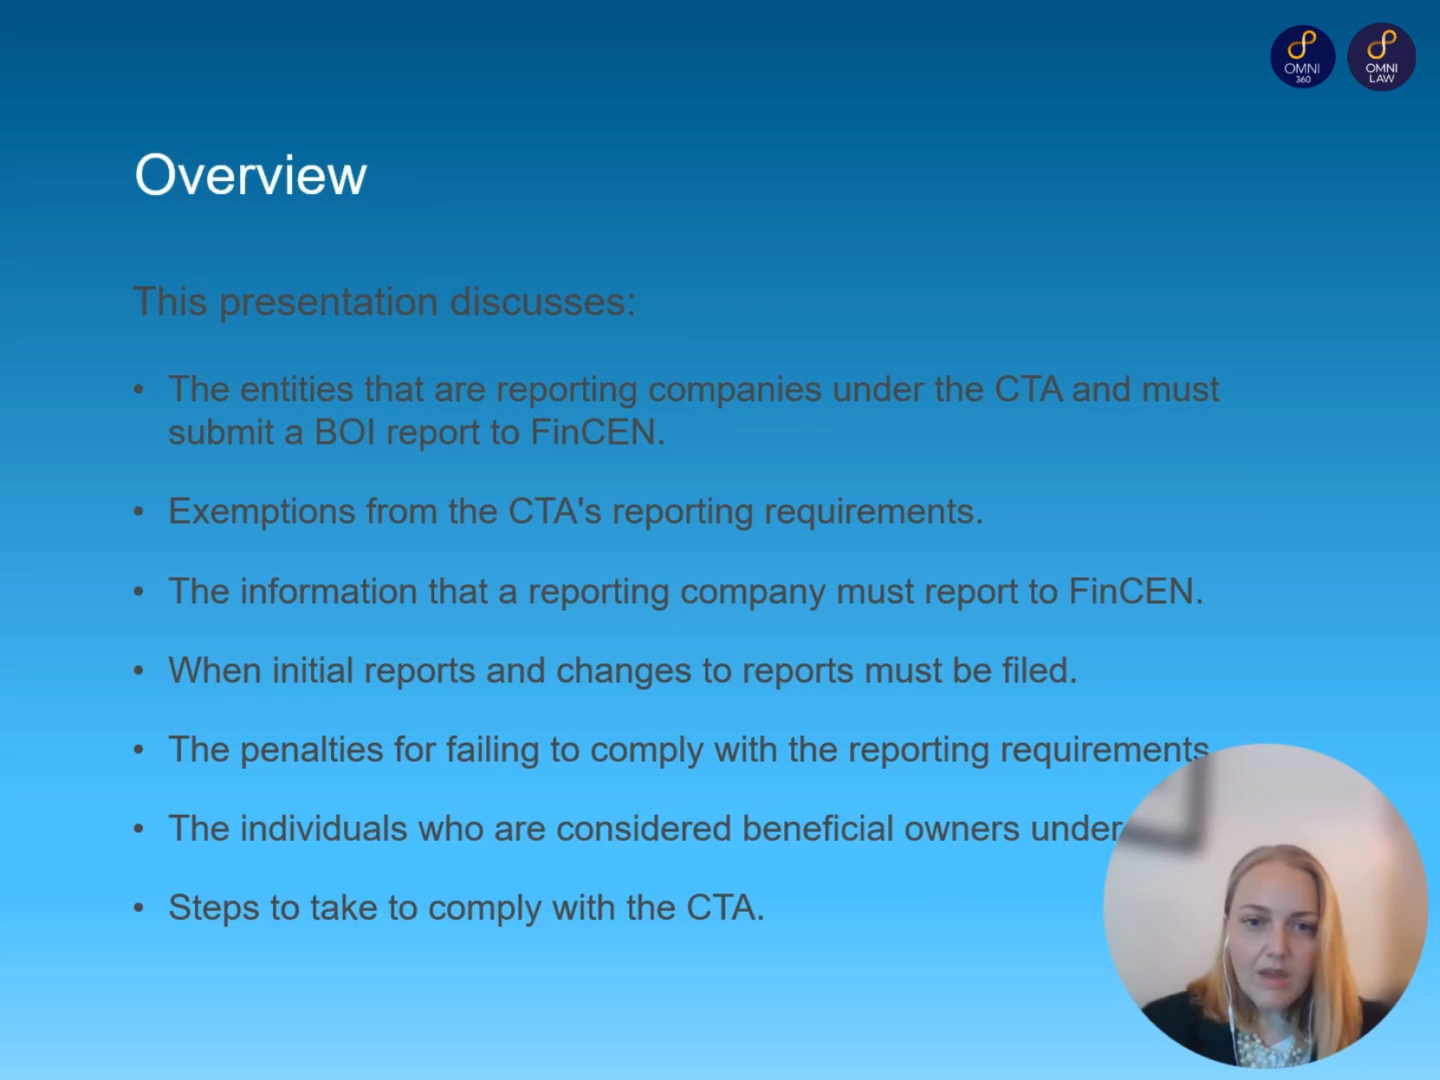 OMNI
360
OMNI
LAW
Overview
This presentation discusses:
• The entities that are reporting companies under the CTA and must
submit a BOI report to FinCEN.
• Exemptions from the CTA's reporting requirements.
• The information that a reporting company must report to FinCEN.
• When initial reports and changes to reports must be filed.
• The penalties for failing to comply with the reporting requirements
• The individuals who are considered beneficial owners under
• Steps to take to comply with the CTA.